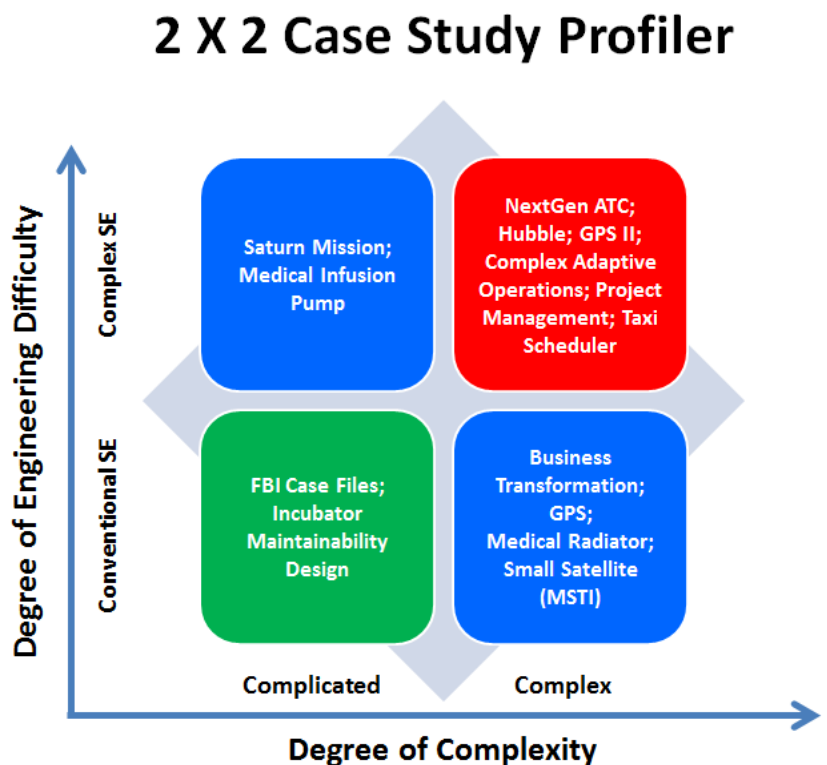 2 X 2 Case Study Profiler
Degree of Engineering Difficulty
Complex SE
Conventional SE
Saturn Mission;
Medical Infusion
Pump
NextGen ATC;
Hubble; GPS II;
Complex Adaptive
Operations; Project
Management; Taxi
Scheduler
FBI Case Files;
Incubator
Maintainability
Design
Business
Transformation;
GPS;
Medical Radiator;
Small Satellite
(MSTI)
Complicated
Complex
Degree of Complexity